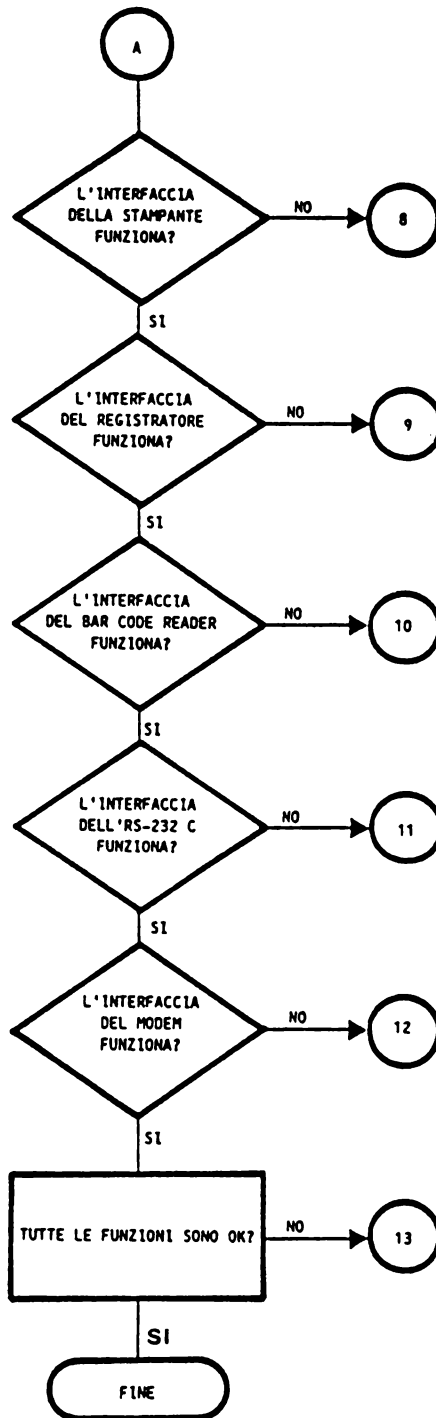 A
L'INTERFACCIA
DELLA STAMPANTE
FUNZIONA?
NO
8
SI
L'INTERFACCIA
DEL REGISTRATORE
FUNZIONA?
NO
9
SI
L'INTERFACCIA
DEL BAR CODE READER
FUNZIONA?
NO
10
SI
L'INTERFACCIA
DELL'RS-232 C
FUNZIONA?
NO
11
SI
L'INTERFACCIA
DEL MODEM
FUNZIONA?
NO
12
SI
TUTTE LE FUNZIONI SONO OK?
NO
13
SI
FINE